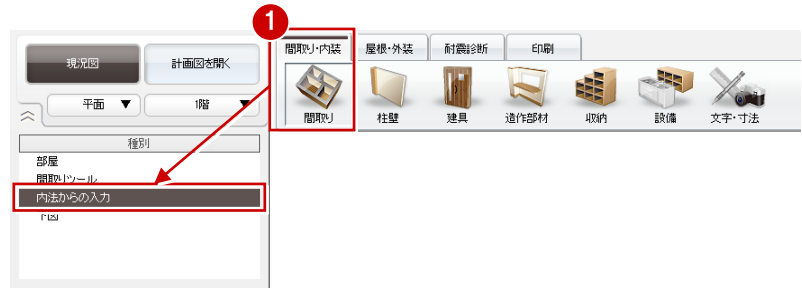 1
間取り・内装 屋根・外装 耐震診断 印刷
現況図 計画図を開く
間取り 柱壁 建具 造作部材 収納 設備 文字・寸法
平面 ▼ 1階 ▼
種別
部屋
間取りツール
内法からの入力
下図